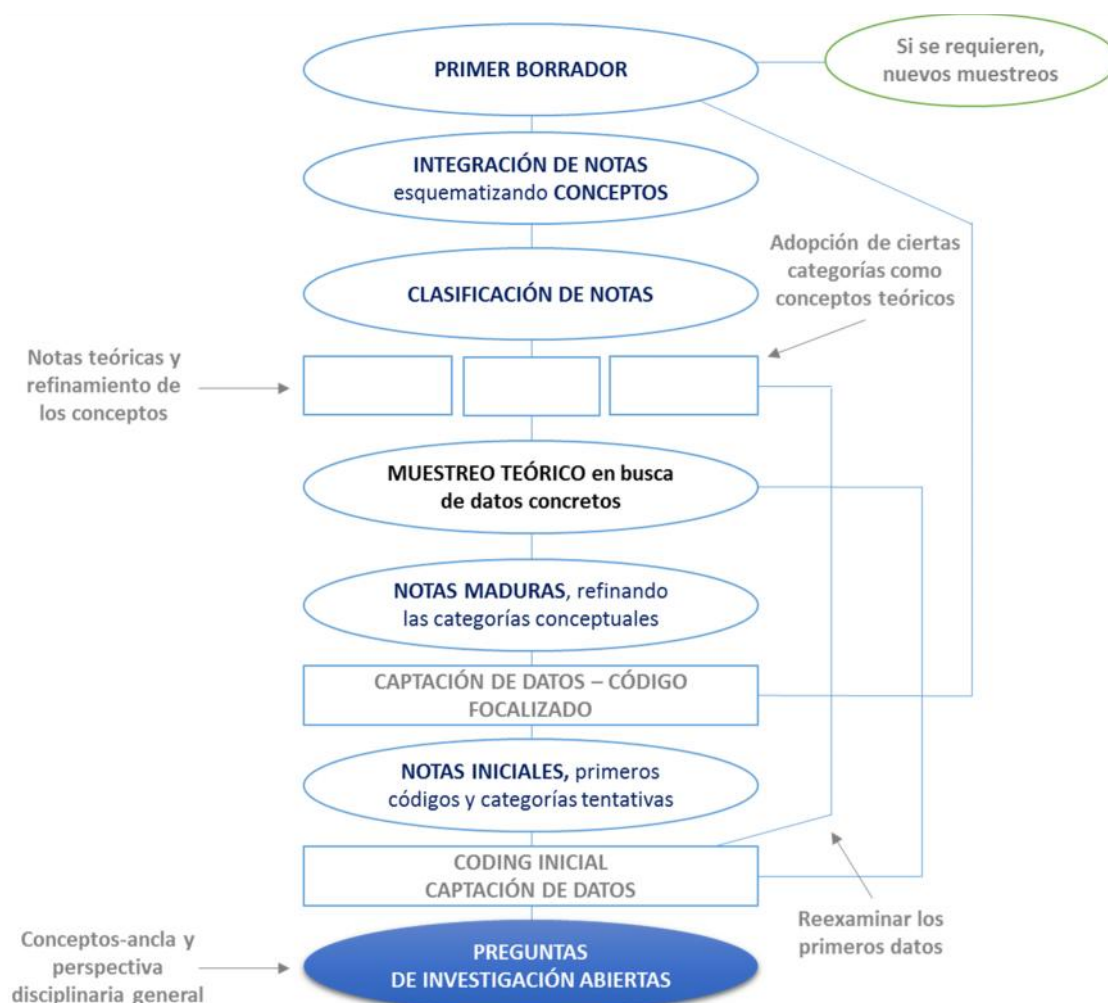 PRIMER BORRADOR
Si se requieren,
nuevos muestreos
INTEGRACIÓN DE NOTAS
esquematizando CONCEPTOS
Adopción de ciertas
categorías como
conceptos teóricos
CLASIFICACIÓN DE NOTAS
Notas teóricas y
refinamiento de
los conceptos
MUESTREO TEÓRICO en busca
de datos concretos
NOTAS MADURAS, refinando
las categorías conceptuales
CAPTACIÓN DE DATOS – CÓDIGO
FOCALIZADO
NOTAS INICIALES, primeros
códigos y categorías tentativas
CODING INICIAL
CAPTACIÓN DE DATOS
Reexaminar los
primeros datos
Conceptos-ancla y
perspectiva
disciplinaria general
PREGUNTAS
DE INVESTIGACIÓN ABIERTAS